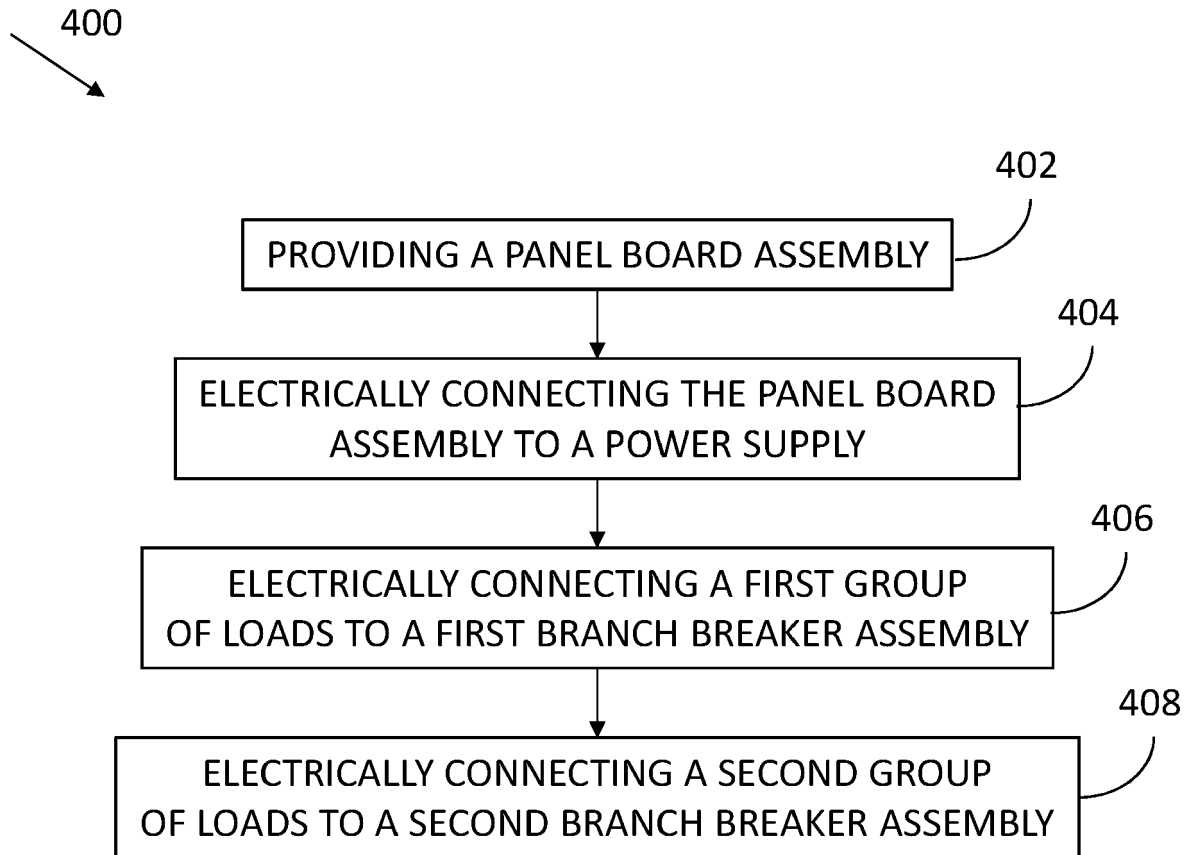 400
402
PROVIDING A PANEL BOARD ASSEMBLY
404
ELECTRICALLY CONNECTING THE PANEL BOARD
ASSEMBLY TO A POWER SUPPLY
406
ELECTRICALLY CONNECTING A FIRST GROUP
OF LOADS TO A FIRST BRANCH BREAKER ASSEMBLY
408
ELECTRICALLY CONNECTING A SECOND GROUP
OF LOADS TO A SECOND BRANCH BREAKER ASSEMBLY